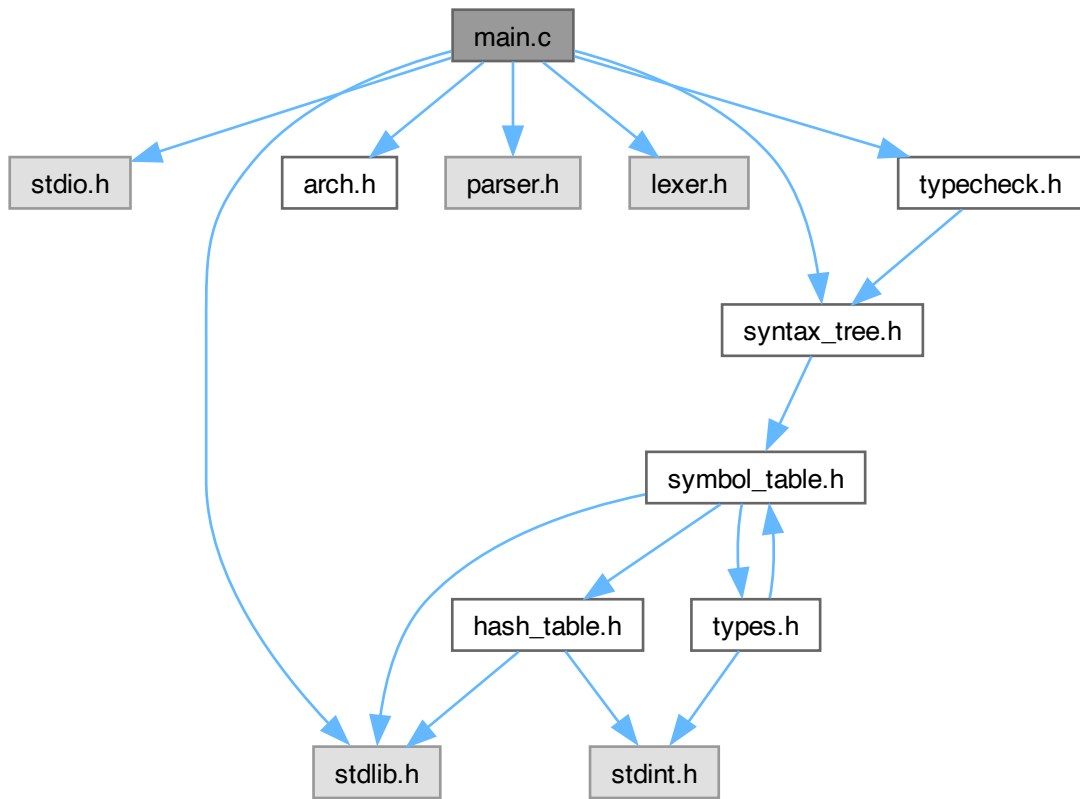 main.c
stdio.h
arch.h
parser.h
lexer.h
typecheck.h
syntax_tree.h
symbol_table.h
hash_table.h
types.h
stdlib.h
stdint.h